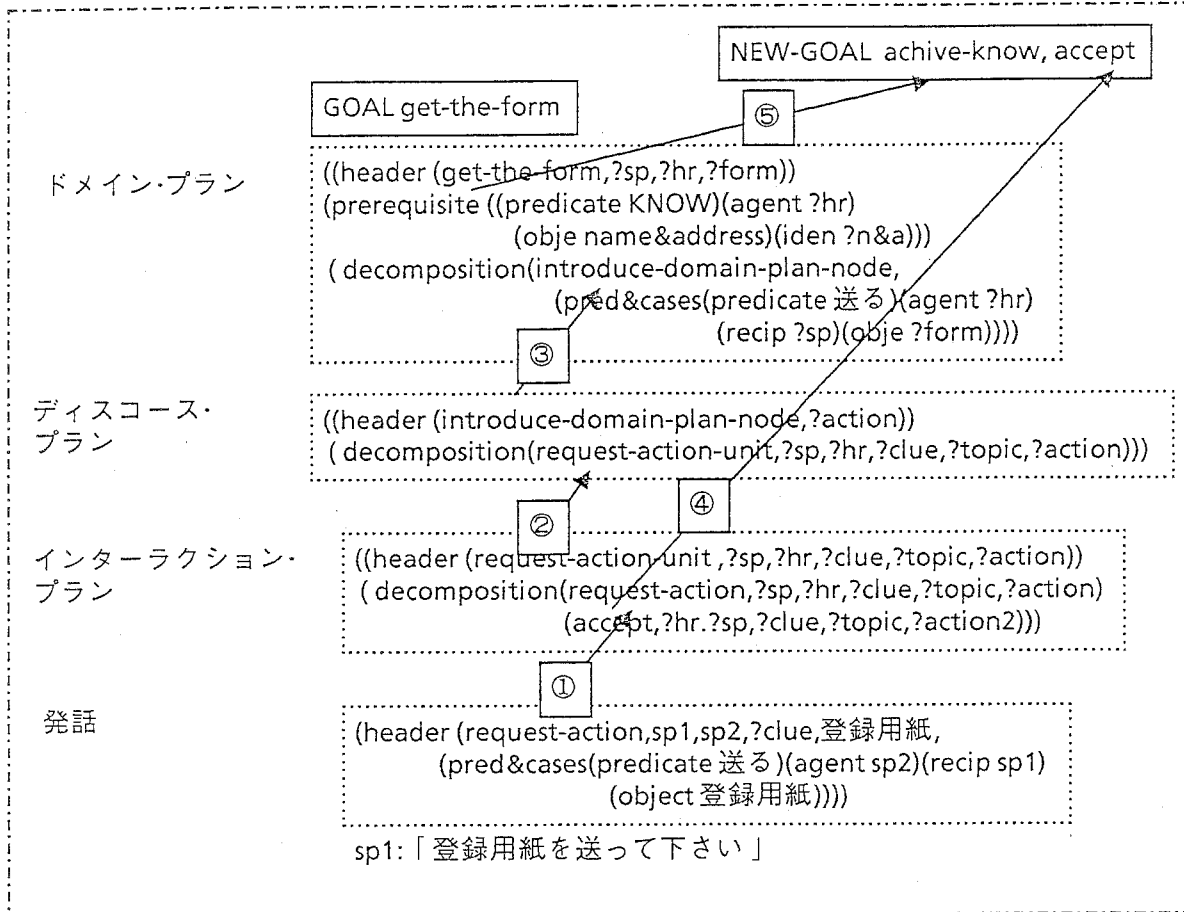 NEW-GOAL achive-know, accept
GOAL get-the-form
⑤
ドメイン・プラン
((header (get-the-form,?sp,?hr,?form))
(prerequisite ((predicate KNOW)(agent ?hr)
(obje name&address)(iden ?n&a)))
( decomposition(introduce-domain-plan-node,
(pred&cases(predicate 送る)(agent ?hr)
(recip ?sp)(obje ?form))))
③
ディスコース・
プラン
((header (introduce-domain-plan-node,?action))
( decomposition(request-action-unit,?sp,?hr,?clue,?topic,?action)))
②
④
インターラクション・
プラン
((header (request-action-unit ,?sp,?hr,?clue,?topic,?action))
( decomposition(request-action,?sp,?hr,?clue,?topic,?action)
(accept,?hr.?sp,?clue,?topic,?action2)))
①
発話
(header (request-action,sp1,sp2,?clue,登録用紙,
(pred&cases(predicate 送る)(agent sp2)(recip sp1)
(object 登録用紙))))
sp1:「登録用紙を送って下さい」